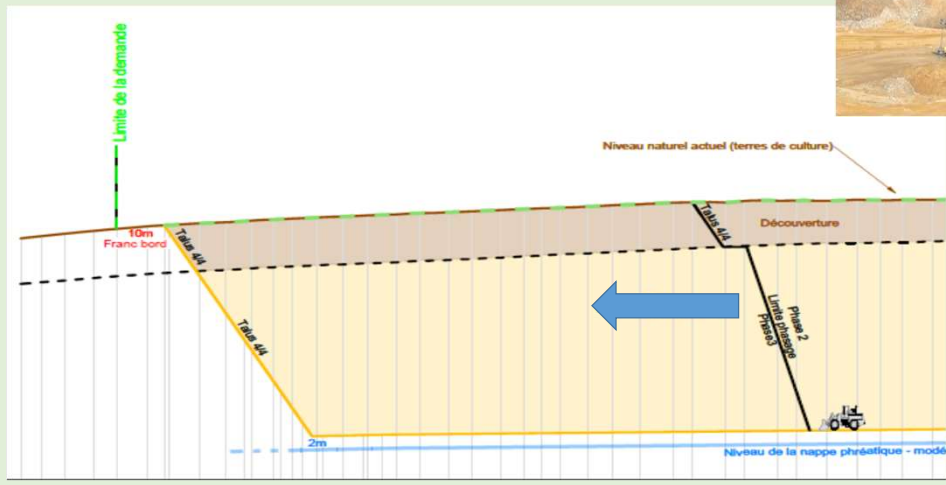 Limite de la demande
Niveau naturel actuel (terres de culture)
10m
Franc bord
Talus 4/4
Talus 4/4
Talus 4/4
Découverture
Phase 2
Limite phasage
Phase3
2m
Niveau de la nappe phréatique - modé